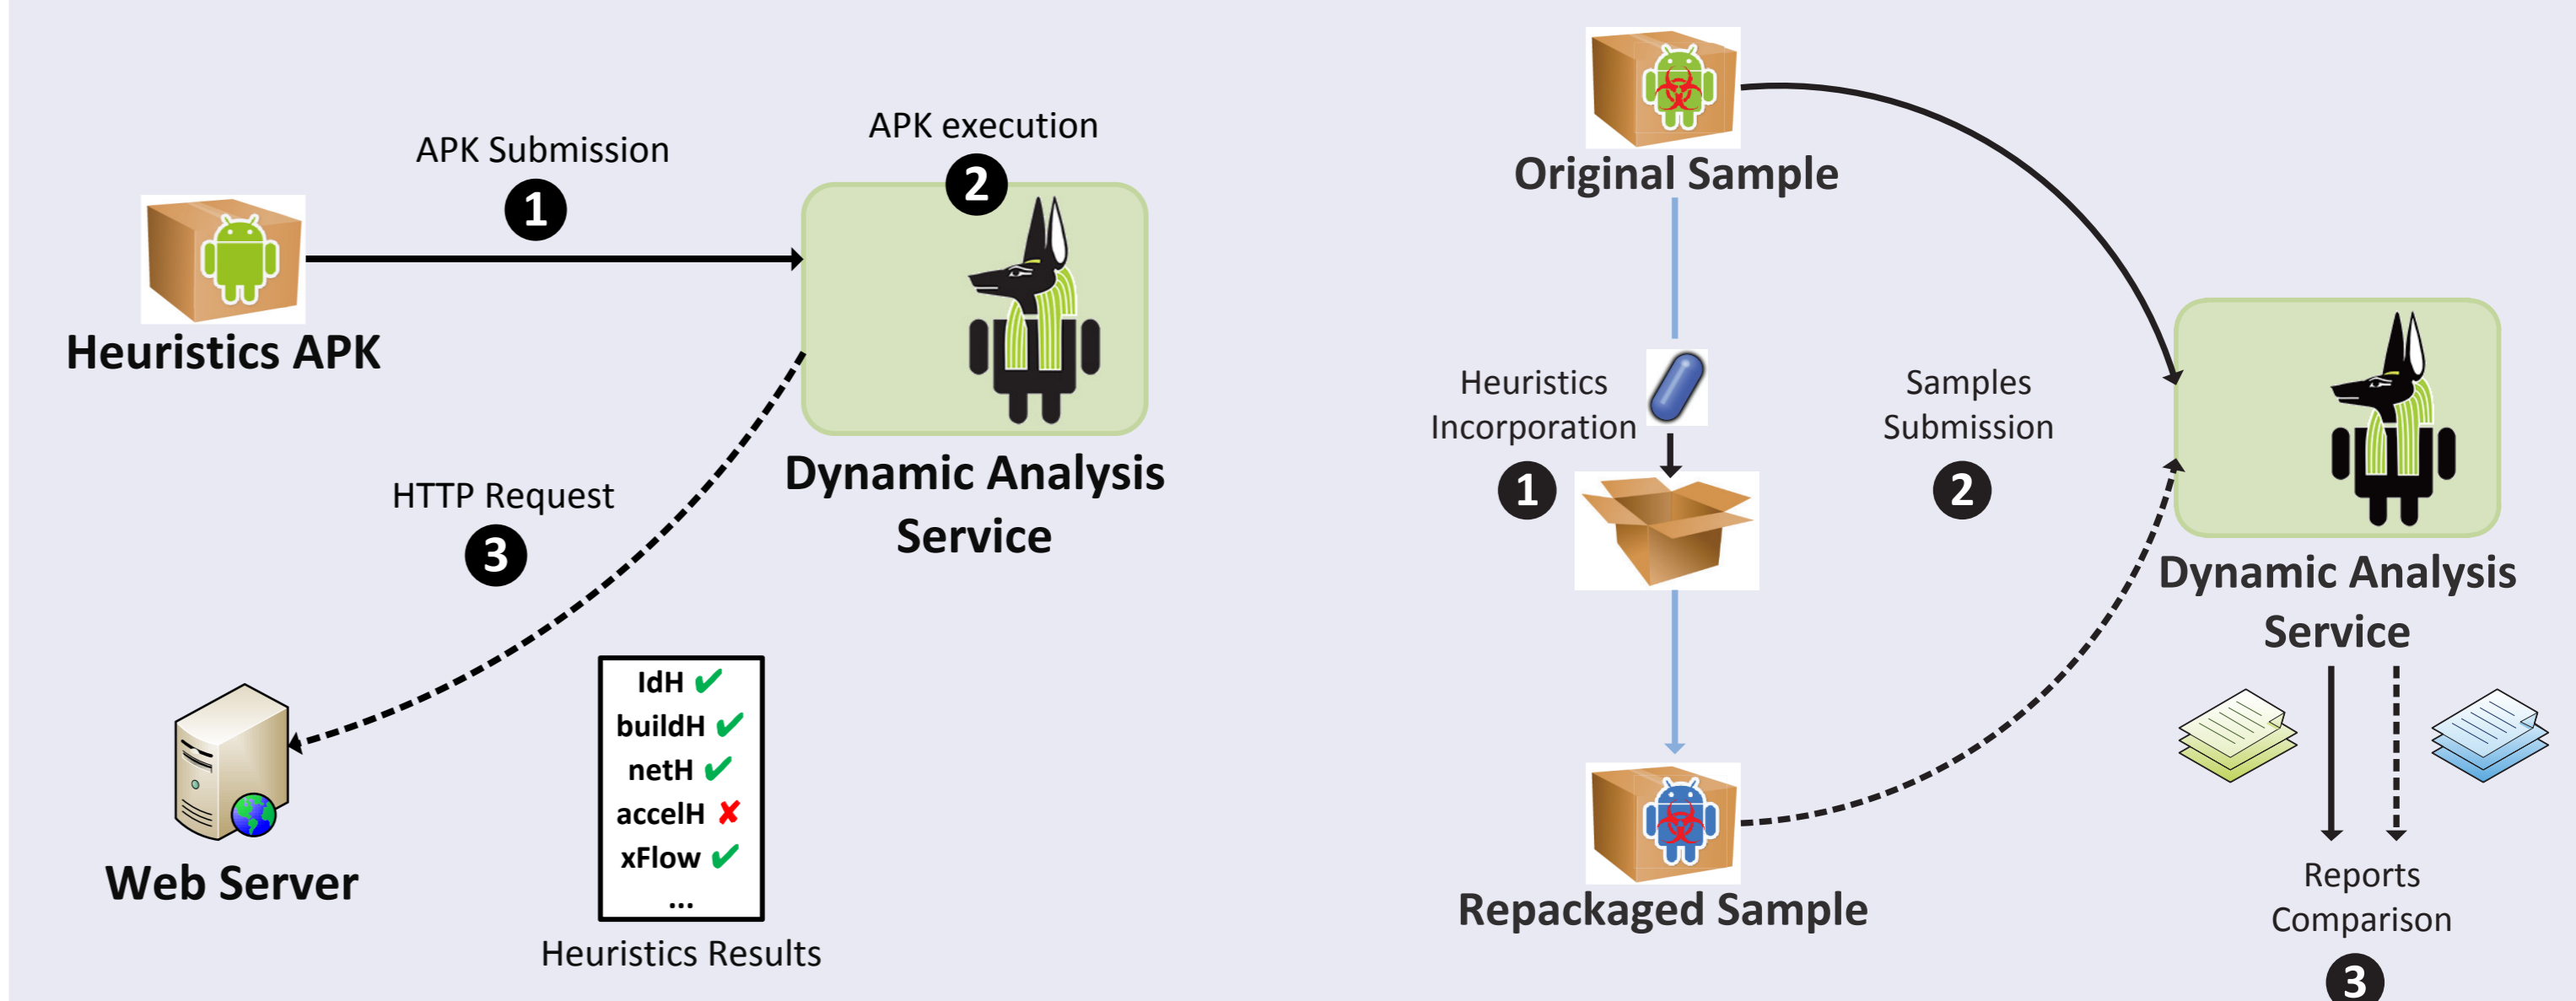 APK Submission
1
APK execution
2
Heuristics APK
Dynamic Analysis
Service
HTTP Request
3
Web Server
IdH ✔
buildH ✔
netH ✔
accelH ✘
xFlow ✔
...
Heuristics Results
Original Sample
Heuristics
Incorporation
1
Samples
Submission
2
Repackaged Sample
Dynamic Analysis
Service
Reports
Comparison
3